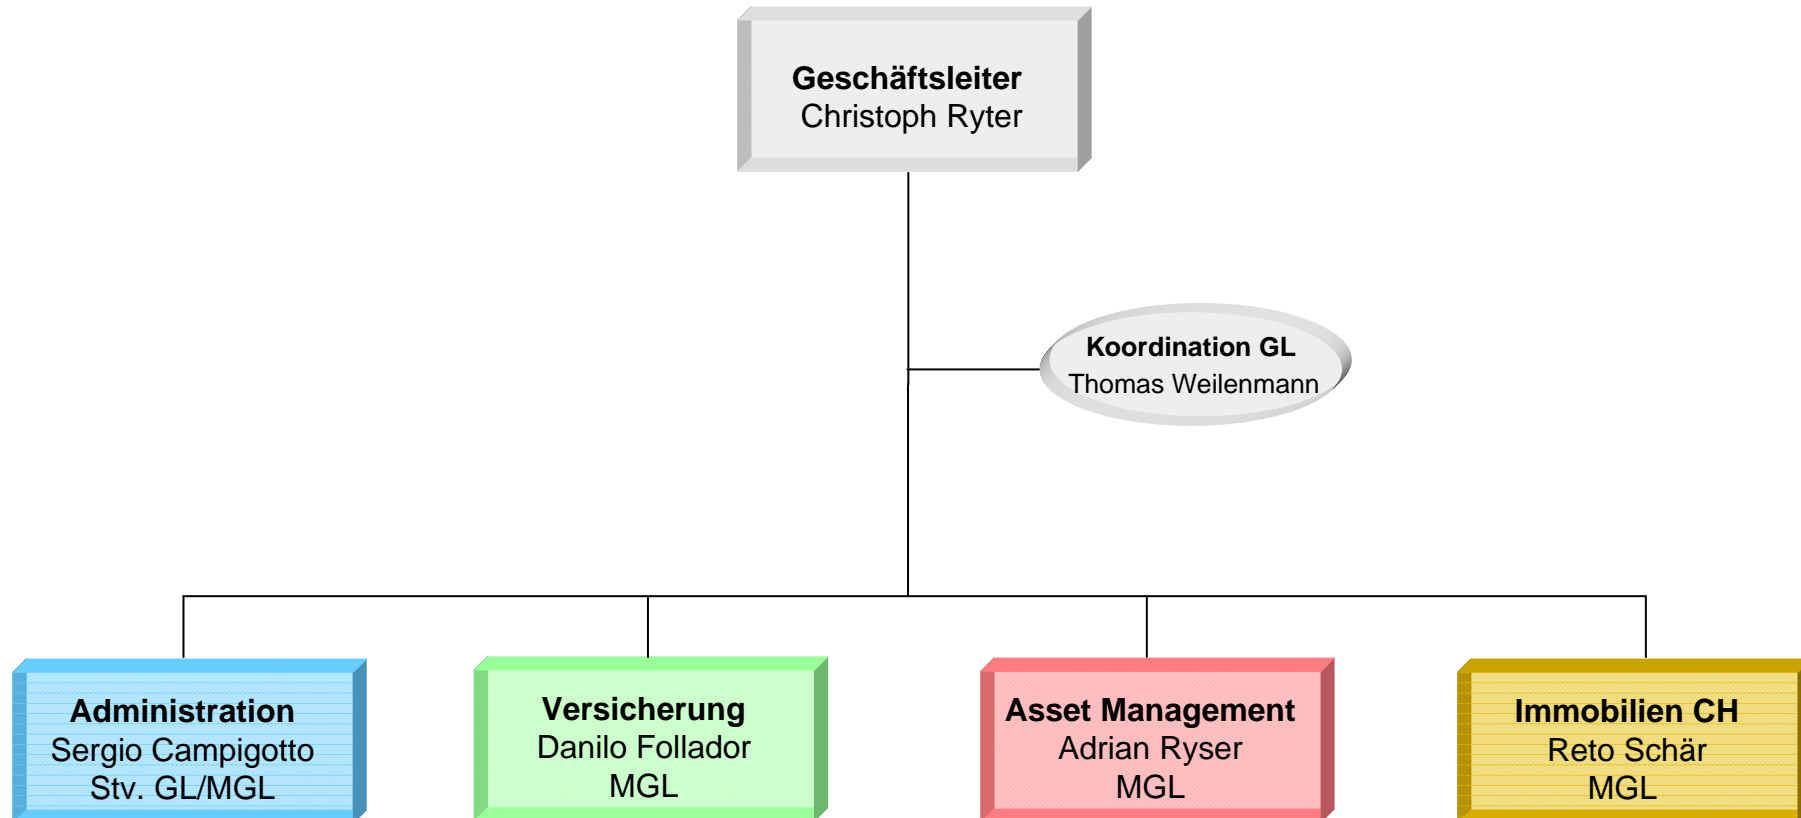 Geschäftsleiter
Christoph Ryter
Koordination GL
Thomas Weilenmann
Administration
Sergio Campigotto
Stv. GL/MGL
Versicherung
Danilo Follador
MGL
Asset Management
Adrian Ryser
MGL
Immobilien CH
Reto Schär
MGL